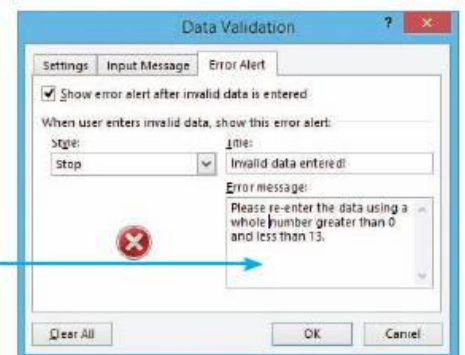 Data Validation ?
Settings Input Message Error Alert
Show error alert after invalid data is entered
When user enters invalid data, show this error alert:
Style:
Stop
Title:
Invalid data entered!
Error message:
Please re-enter the data using a
whole number greater than 0
and less than 13.
Clear All OK Cancel